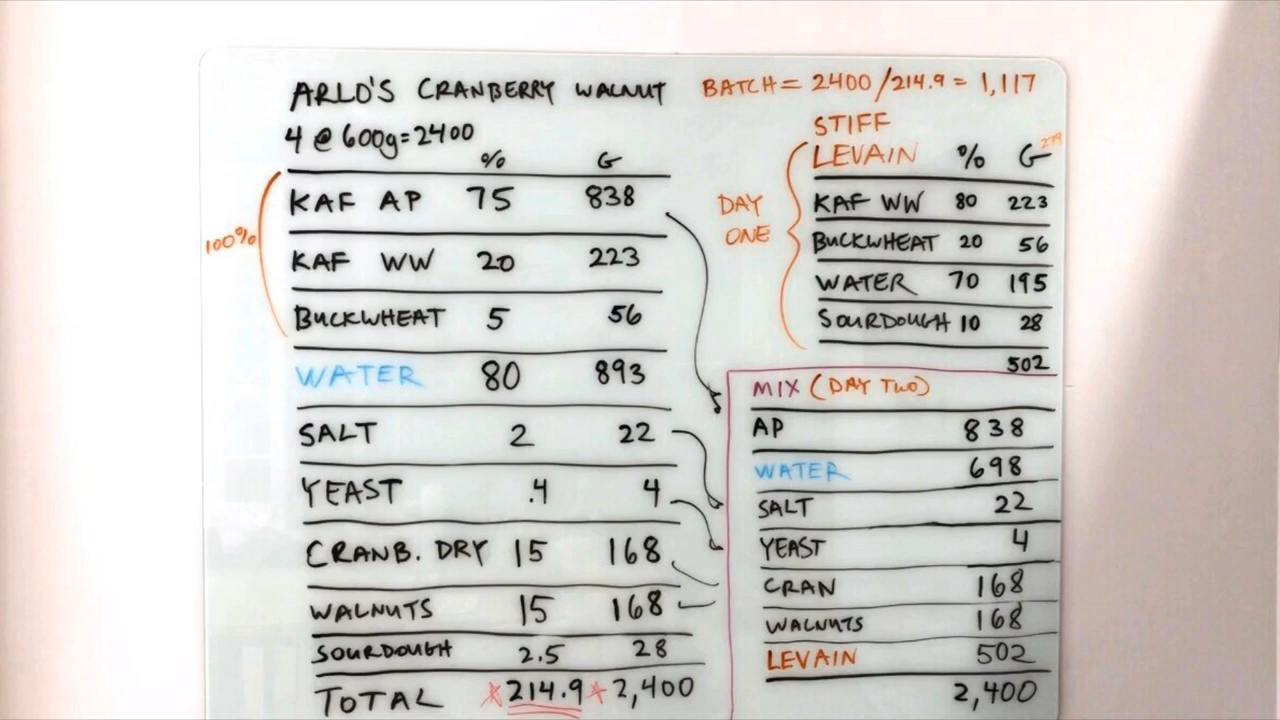 ARLO'S CRANBERRY WALNUT
4 @ 600g=2400
% G
100%
KAF AP 75 838
KAF WW 20 223
BUCKWHEAT 5 56
WATER 80 893
SALT 2 22
YEAST .4 4
CRANB. DRY 15 168
WALNUTS 15 168
SOURDOUGH 2.5 28
TOTAL *214.9* 2,400
BATCH = 2400/214.9 = 1,117
DAY ONE
STIFF
LEVAIN % G 279
KAF WW 80 223
BUCKWHEAT 20 56
WATER 70 195
SOURDOUGH 10 28
502
MIX (DAY TWO)
AP 838
WATER 698
SALT 22
YEAST 4
CRAN 168
WALNUTS 168
LEVAIN 502
2,400